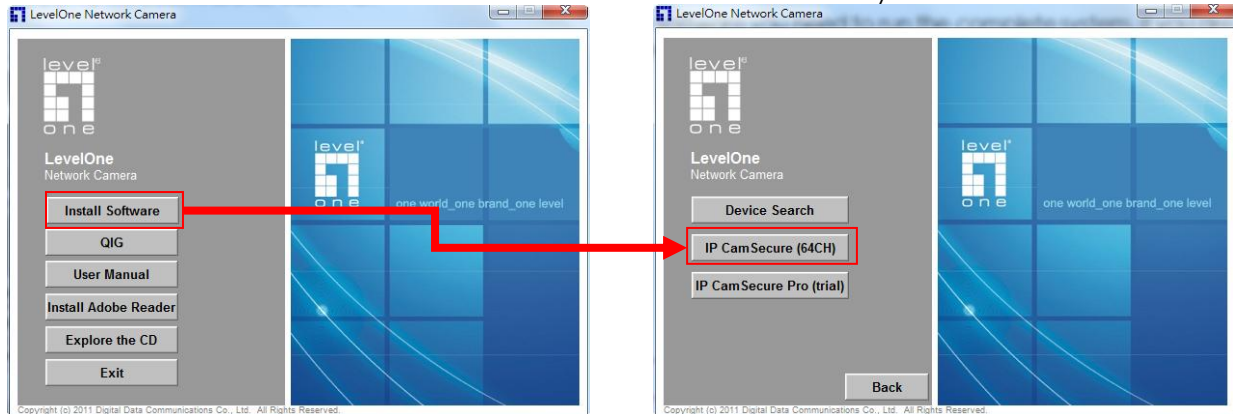 LevelOne Network Camera
level
one
LevelOne
Network Camera
Install Software
QIG
User Manual
Install Adobe Reader
Explore the CD
Exit
level
one
one world_one brand_one level
Copyright (c) 2011 Digital Data Communications Co., Ltd. All Rights Reserved.
LevelOne Network Camera
level
one
LevelOne
Network Camera
Device Search
IP CamSecure (64CH)
IP CamSecure Pro (trial)
Back
level
one
one world_one brand_one level
Copyright (c) 2011 Digital Data Communications Co., Ltd. All Rights Reserved.